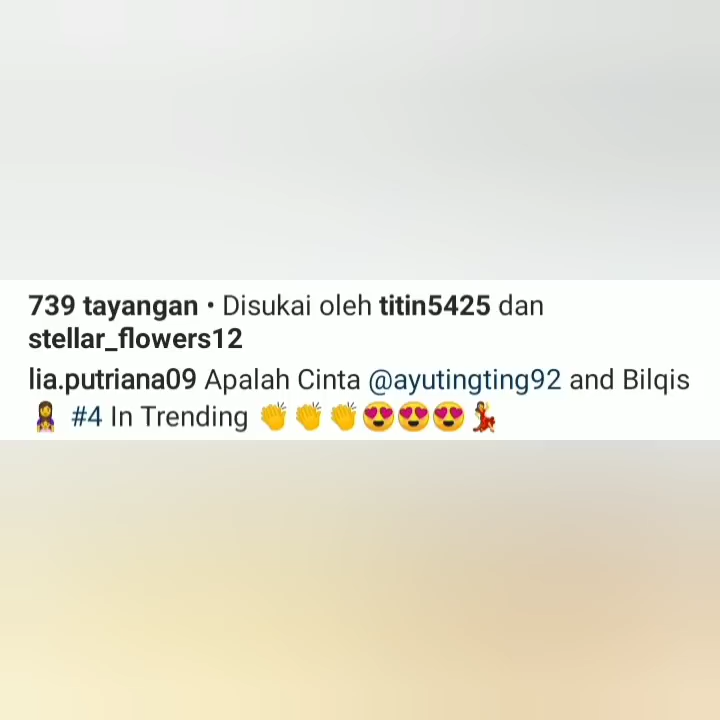 739 tayangan • Disukai oleh titin5425 dan
stellar_flowers12
lia.putriana09 Apalah Cinta @ayutingting92 and Bilqis
👩‍👧 #4 In Trending 👏👏👏😍😍😍💃